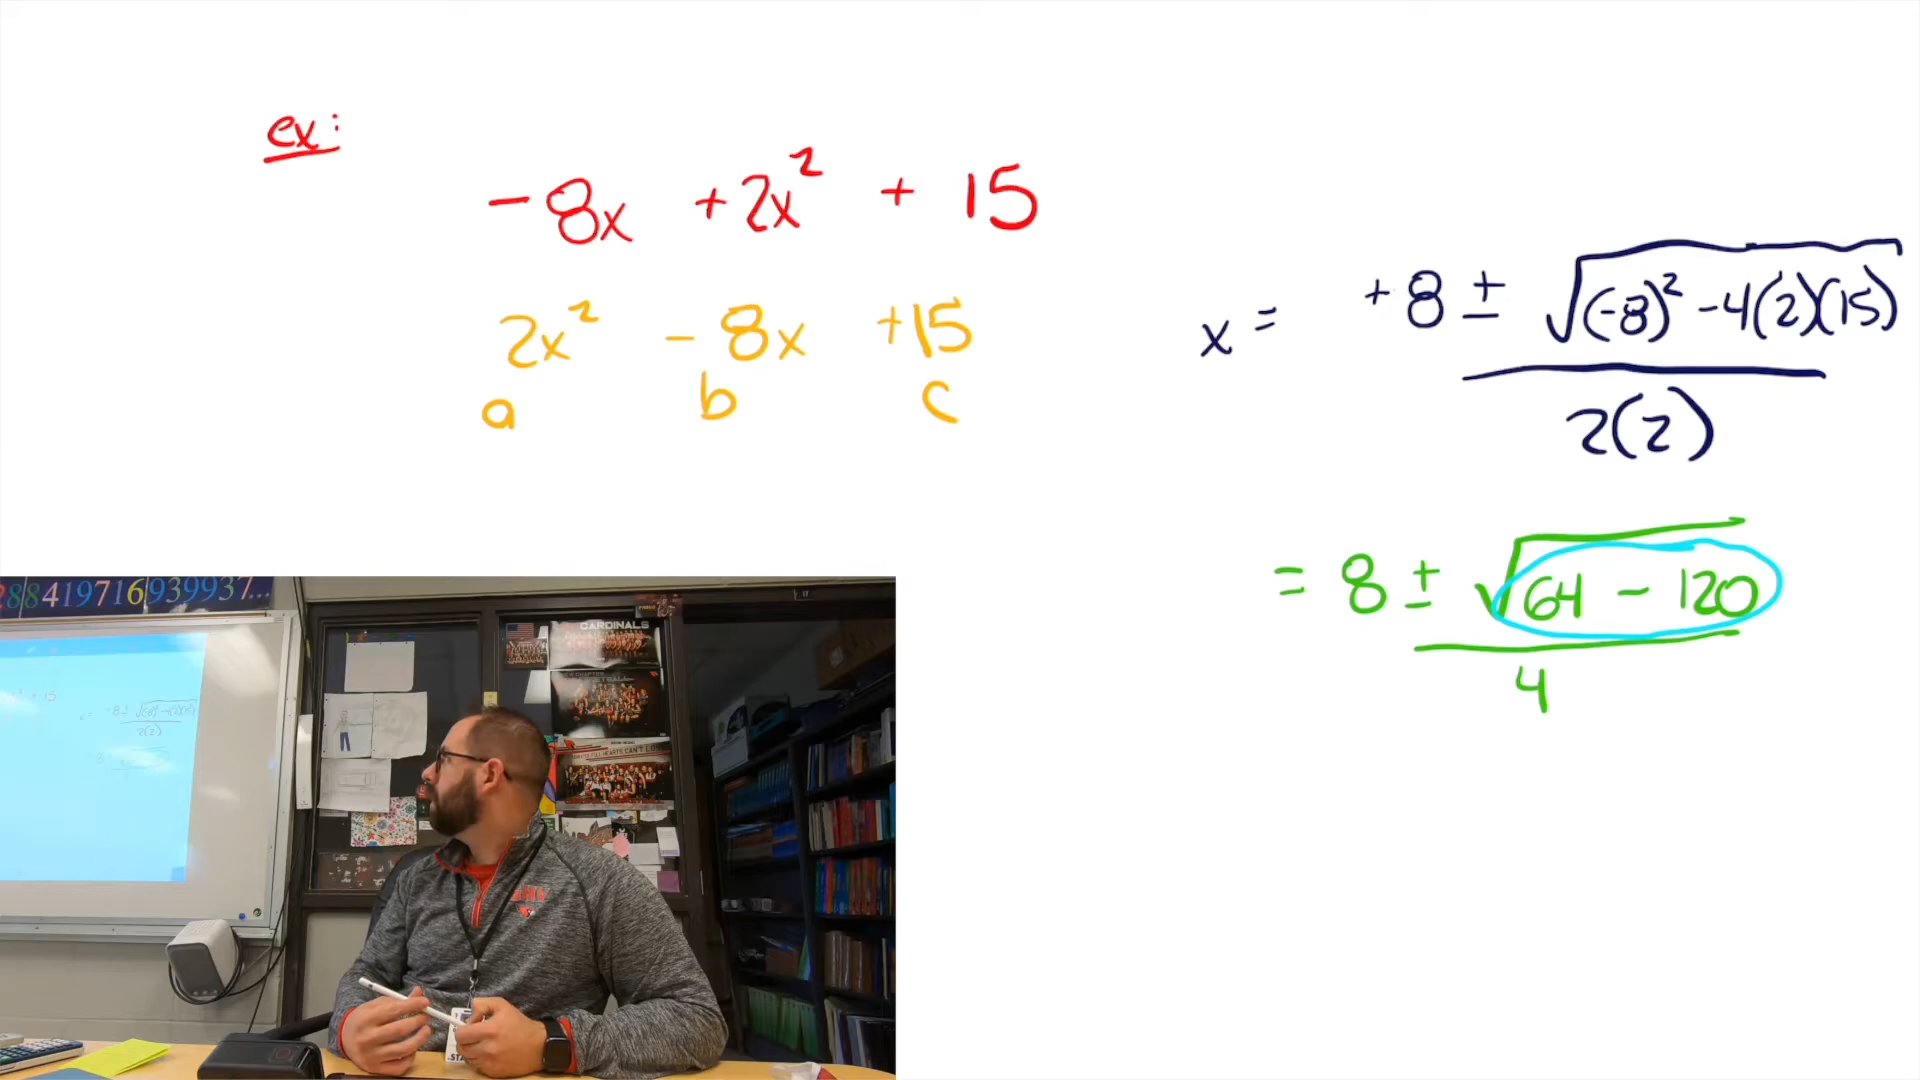 ex:
-8x +2x² + 15
2x² - 8x +15
a b c
x = +8 ± √(-8)² -4(2)(15)
2(2)
= 8 ± √64 - 120
4
288419716939937...
CARDINALS